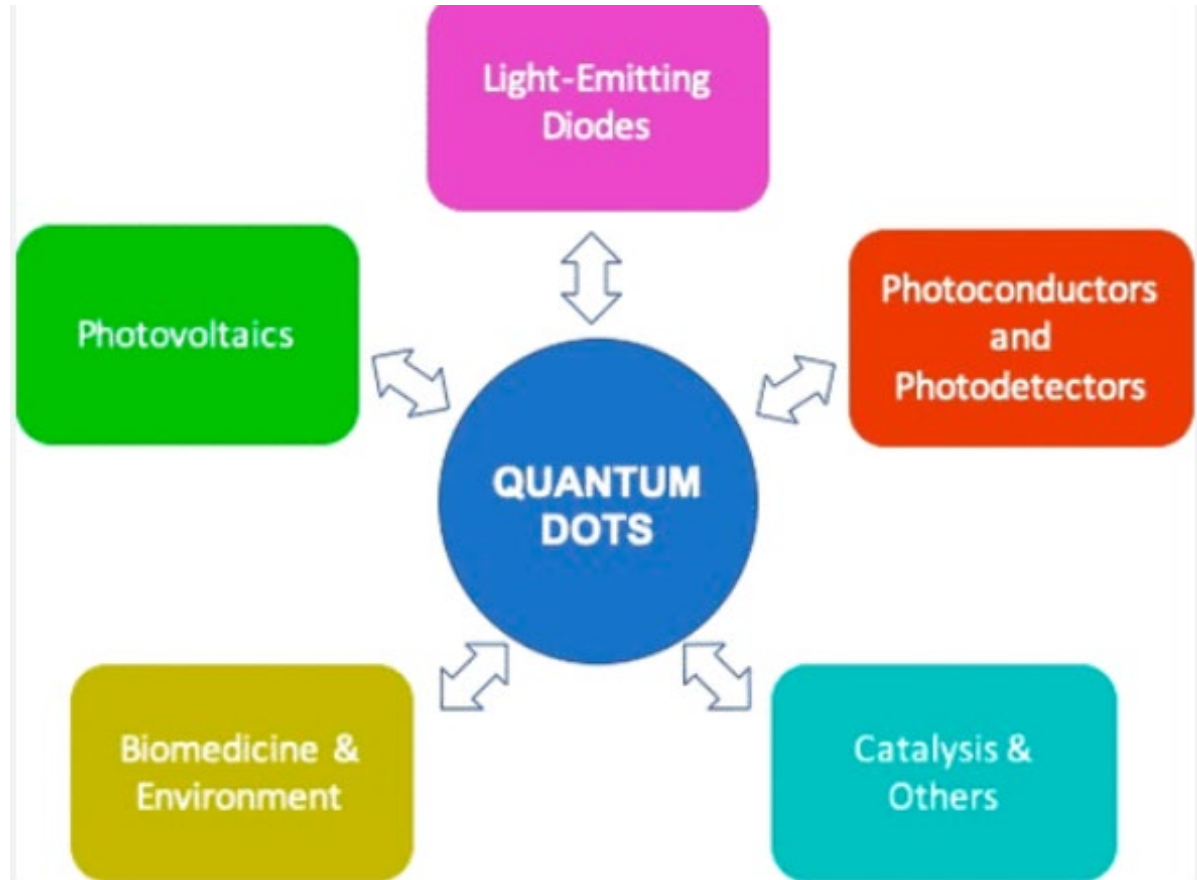 Light-Emitting
Diodes
Photovoltaics
Photoconductors
and
Photodetectors
QUANTUM
DOTS
Biomedicine &
Environment
Catalysis &
Others